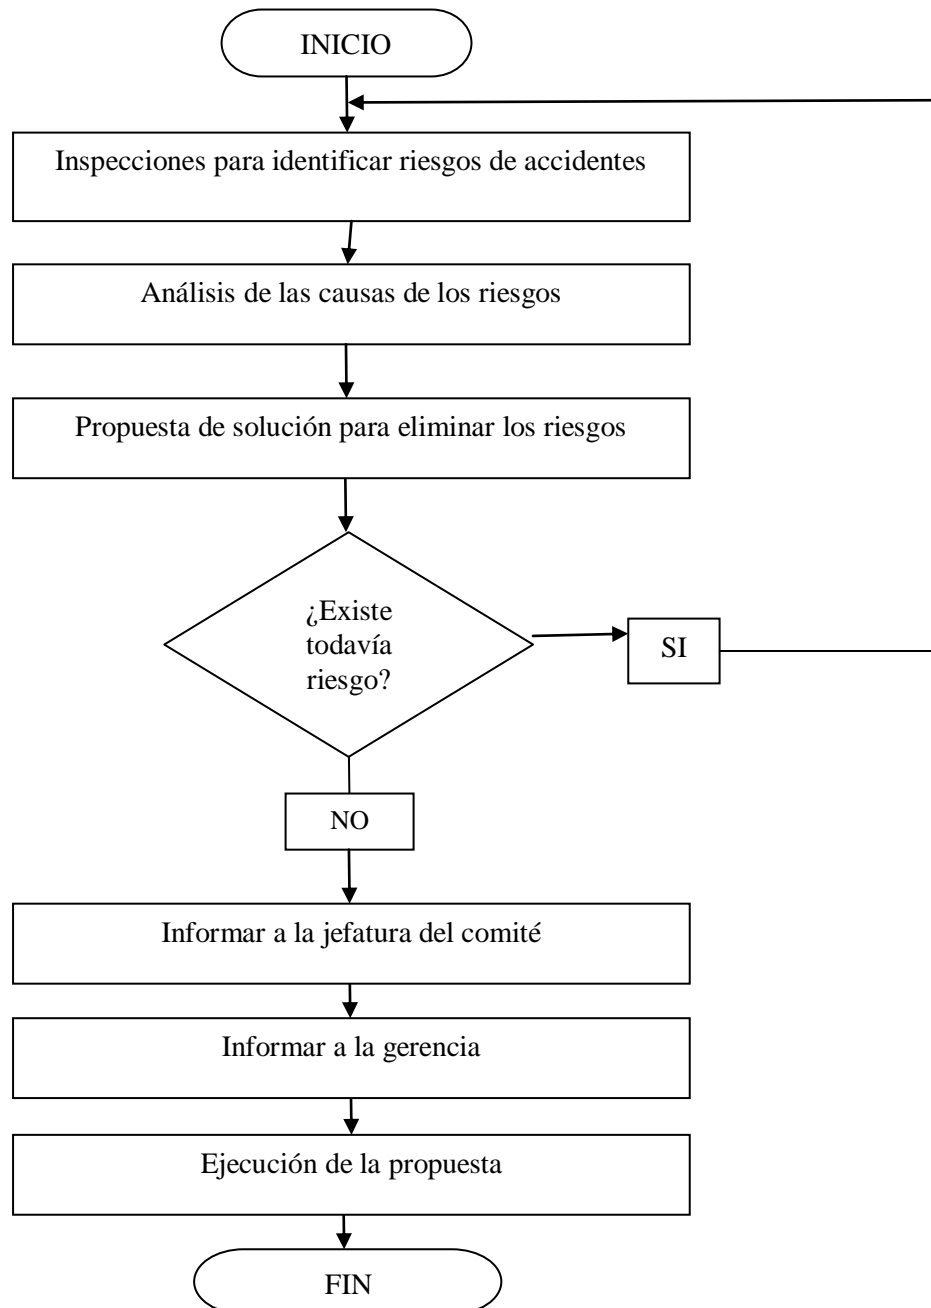 INICIO
Inspecciones para identificar riesgos de accidentes
Análisis de las causas de los riesgos
Propuesta de solución para eliminar los riesgos
¿Existe
todavía
riesgo?
SI
NO
Informar a la jefatura del comité
Informar a la gerencia
Ejecución de la propuesta
FIN